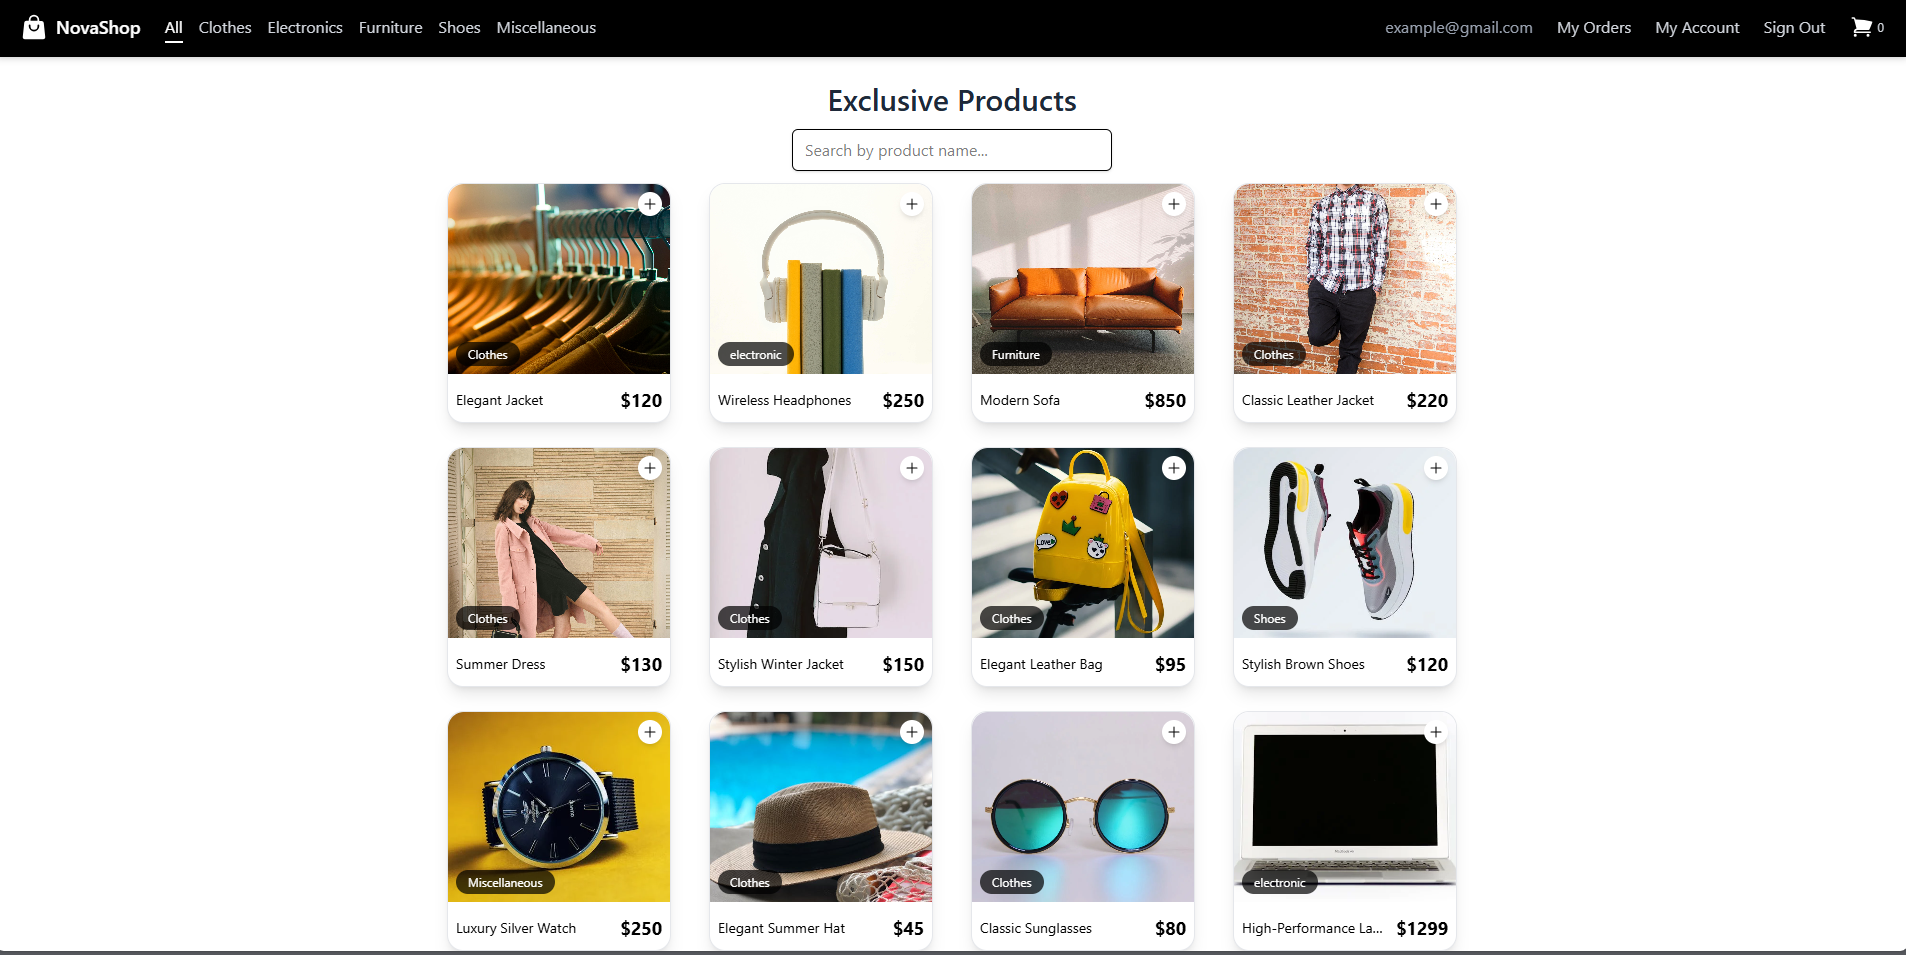 NovaShop All Clothes Electronics Furniture Shoes Miscellaneous example@gmail.com My Orders My Account Sign Out 0
Exclusive Products
Search by product name...
Clothes
Elegant Jacket $120
electronic
Wireless Headphones $250
Furniture
Modern Sofa $850
Clothes
Classic Leather Jacket $220
Clothes
Summer Dress $130
Clothes
Stylish Winter Jacket $150
Love
Clothes
Elegant Leather Bag $95
Shoes
Stylish Brown Shoes $120
Miscellaneous
Luxury Silver Watch $250
Clothes
Elegant Summer Hat $45
Clothes
Classic Sunglasses $80
MacBook Air
electronic
High-Performance La... $1299